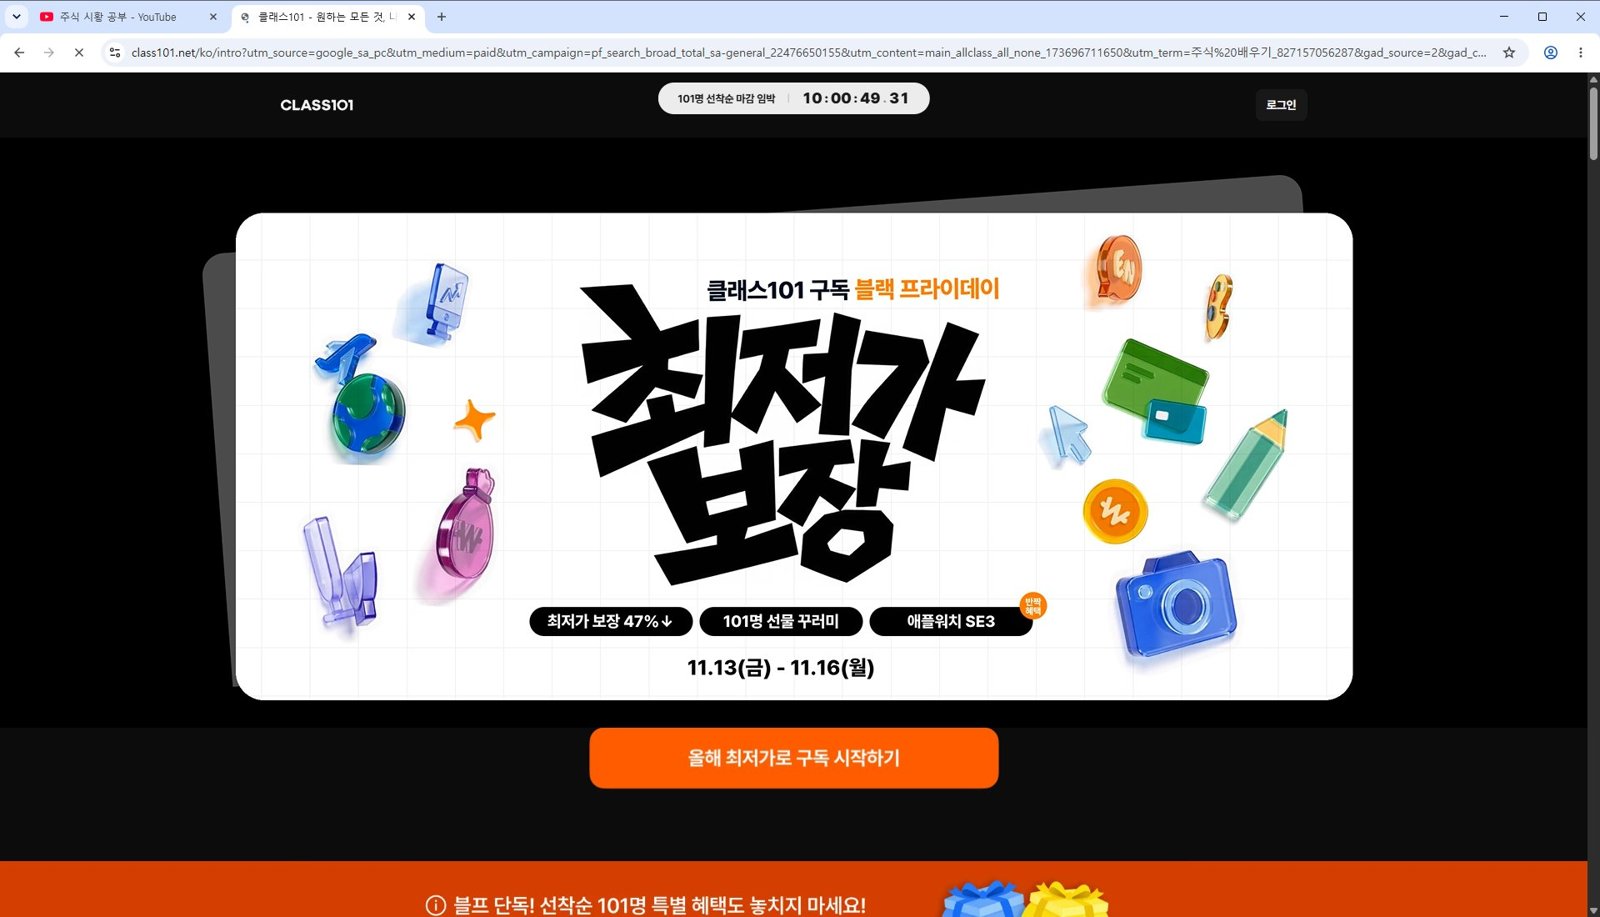 주식 시황 공부 - YouTube
클래스101 - 원하는 모든 것,
class101.net/ko/intro?utm_source=google_sa_pc&utm_medium=paid&utm_campaign=pf_search_broad_total_sa-general_22476650155&utm_content=main_allclass_all_none_173696711650&utm_term=주식%20배우기_827157056287&gad_source=2&gad_c...
CLASS101
101명 선착순 마감 임박
10:00:49.31
로그인
클래스101 구독 블랙 프라이데이
최저가
보장
EN
W
W
최저가 보장 47%↓
101명 선물 꾸러미
애플워치 SE3
반짝
혜택
11.13(금) - 11.16(월)
올해 최저가로 구독 시작하기
블프 단독! 선착순 101명 특별 혜택도 놓치지 마세요!